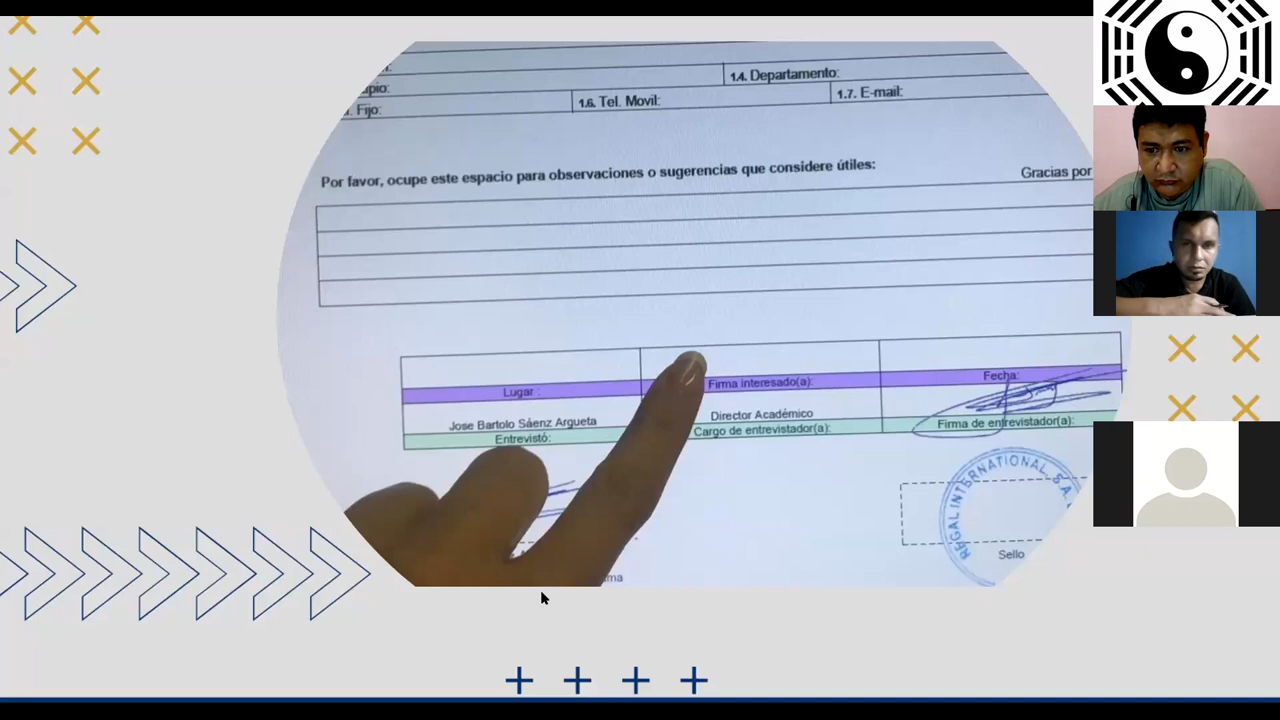 1.4. Departamento:
Fijo:
1.6. Tel. Movil:
1.7. E-mail:
Por favor, ocupe este espacio para observaciones o sugerencias que considere útiles:
Gracias por
Lugar :
Firma interesado(a):
Fecha:
Jose Bartolo Sáenz Argueta
Director Académico
Entrevistó:
Cargo de entrevistador(a):
Firma de entrevistador(a):
REGAL INTERNATIONAL, S.A.
Sello